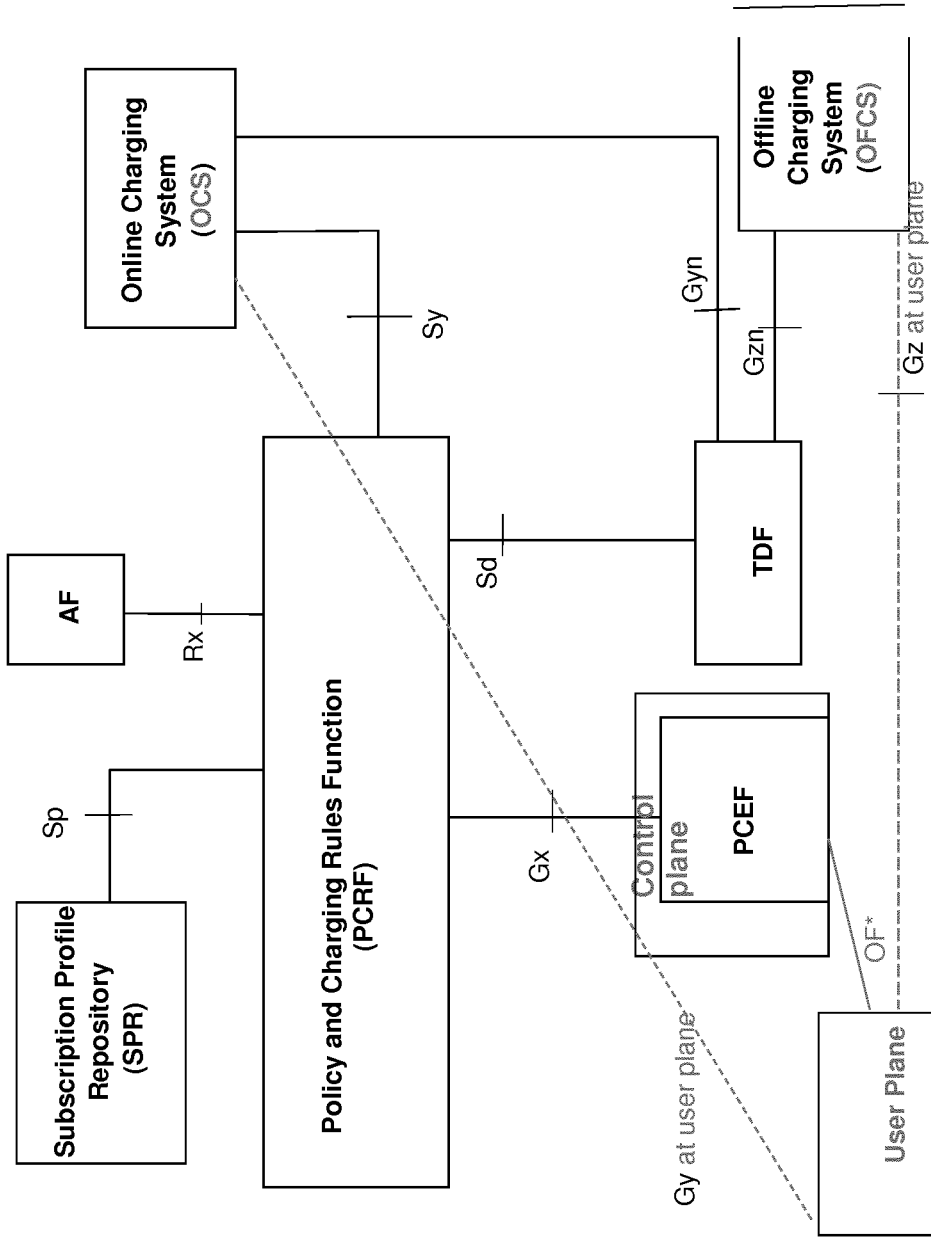 Subscription Profile
Repository
(SPR)
Sp
AF
Rx
Online Charging
System
(OCS)
Sy
Policy and Charging Rules Function
(PCRF)
Gx
Sd
Gyn
Gzn
Control
plane
PCEF
TDF
Offline
Charging
System
(OFCS)
Gy at user plane
OF*
User Plane
Gz at user plane